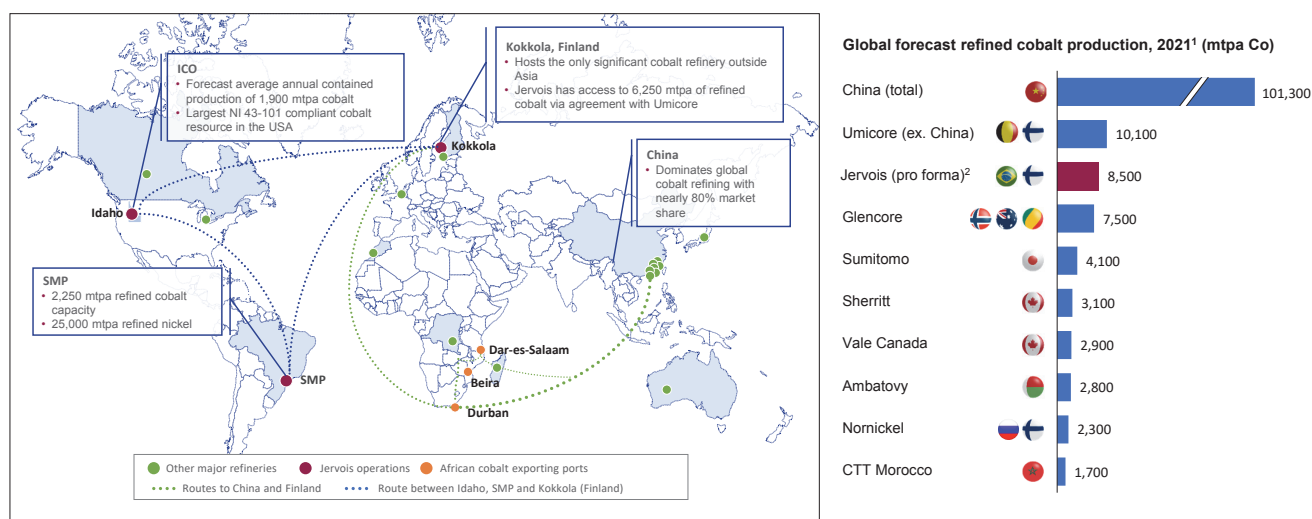 ICO
• Forecast average annual contained
production of 1,900 mtpa cobalt
• Largest NI 43-101 compliant cobalt
resource in the USA
Kokkola, Finland
• Hosts the only significant cobalt refinery outside
Asia
• Jervois has access to 6,250 mtpa of refined
cobalt via agreement with Umicore
Kokkola
China
• Dominates global
cobalt refining with
nearly 80% market
share
Idaho
SMP
• 2,250 mtpa refined cobalt
capacity
• 25,000 mtpa refined nickel
SMP
Dar-es-Salaam
Beira
Durban
Other major refineries
Jervois operations
African cobalt exporting ports
Routes to China and Finland
Route between Idaho, SMP and Kokkola (Finland)
Global forecast refined cobalt production, 2021¹ (mtpa Co)
China (total) 101,300
Umicore (ex. China) 10,100
Jervois (pro forma)² 8,500
Glencore 7,500
Sumitomo 4,100
Sherritt 3,100
Vale Canada 2,900
Ambatovy 2,800
Nornickel 2,300
CTT Morocco 1,700